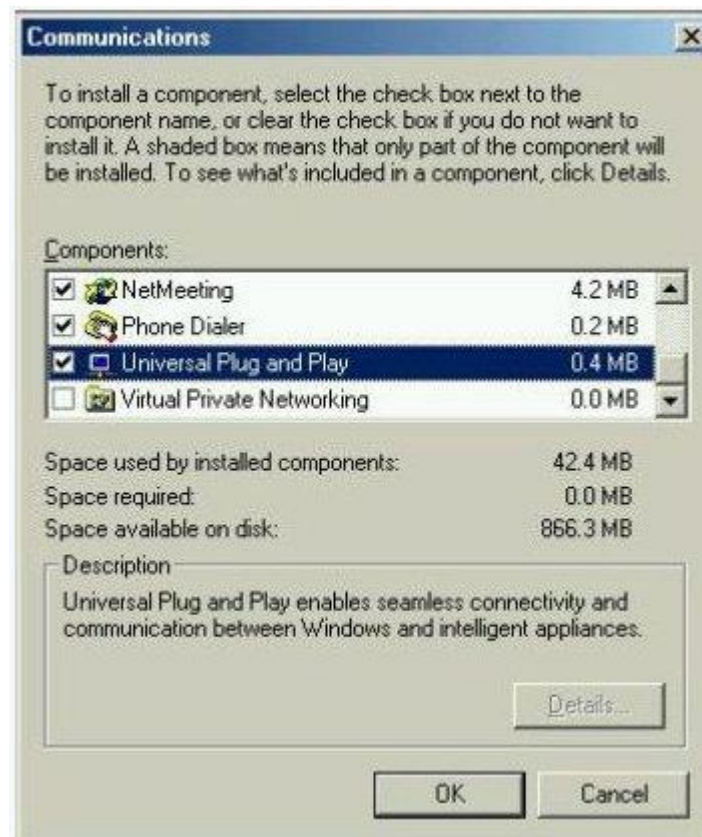 Communications
To install a component, select the check box next to the
component name, or clear the check box if you do not want to
install it. A shaded box means that only part of the component will
be installed. To see what's included in a component, click Details.
Components:
NetMeeting 4.2 MB
Phone Dialer 0.2 MB
Universal Plug and Play 0.4 MB
Virtual Private Networking 0.0 MB
Space used by installed components: 42.4 MB
Space required: 0.0 MB
Space available on disk: 866.3 MB
Description
Universal Plug and Play enables seamless connectivity and
communication between Windows and intelligent appliances.
Details...
OK Cancel